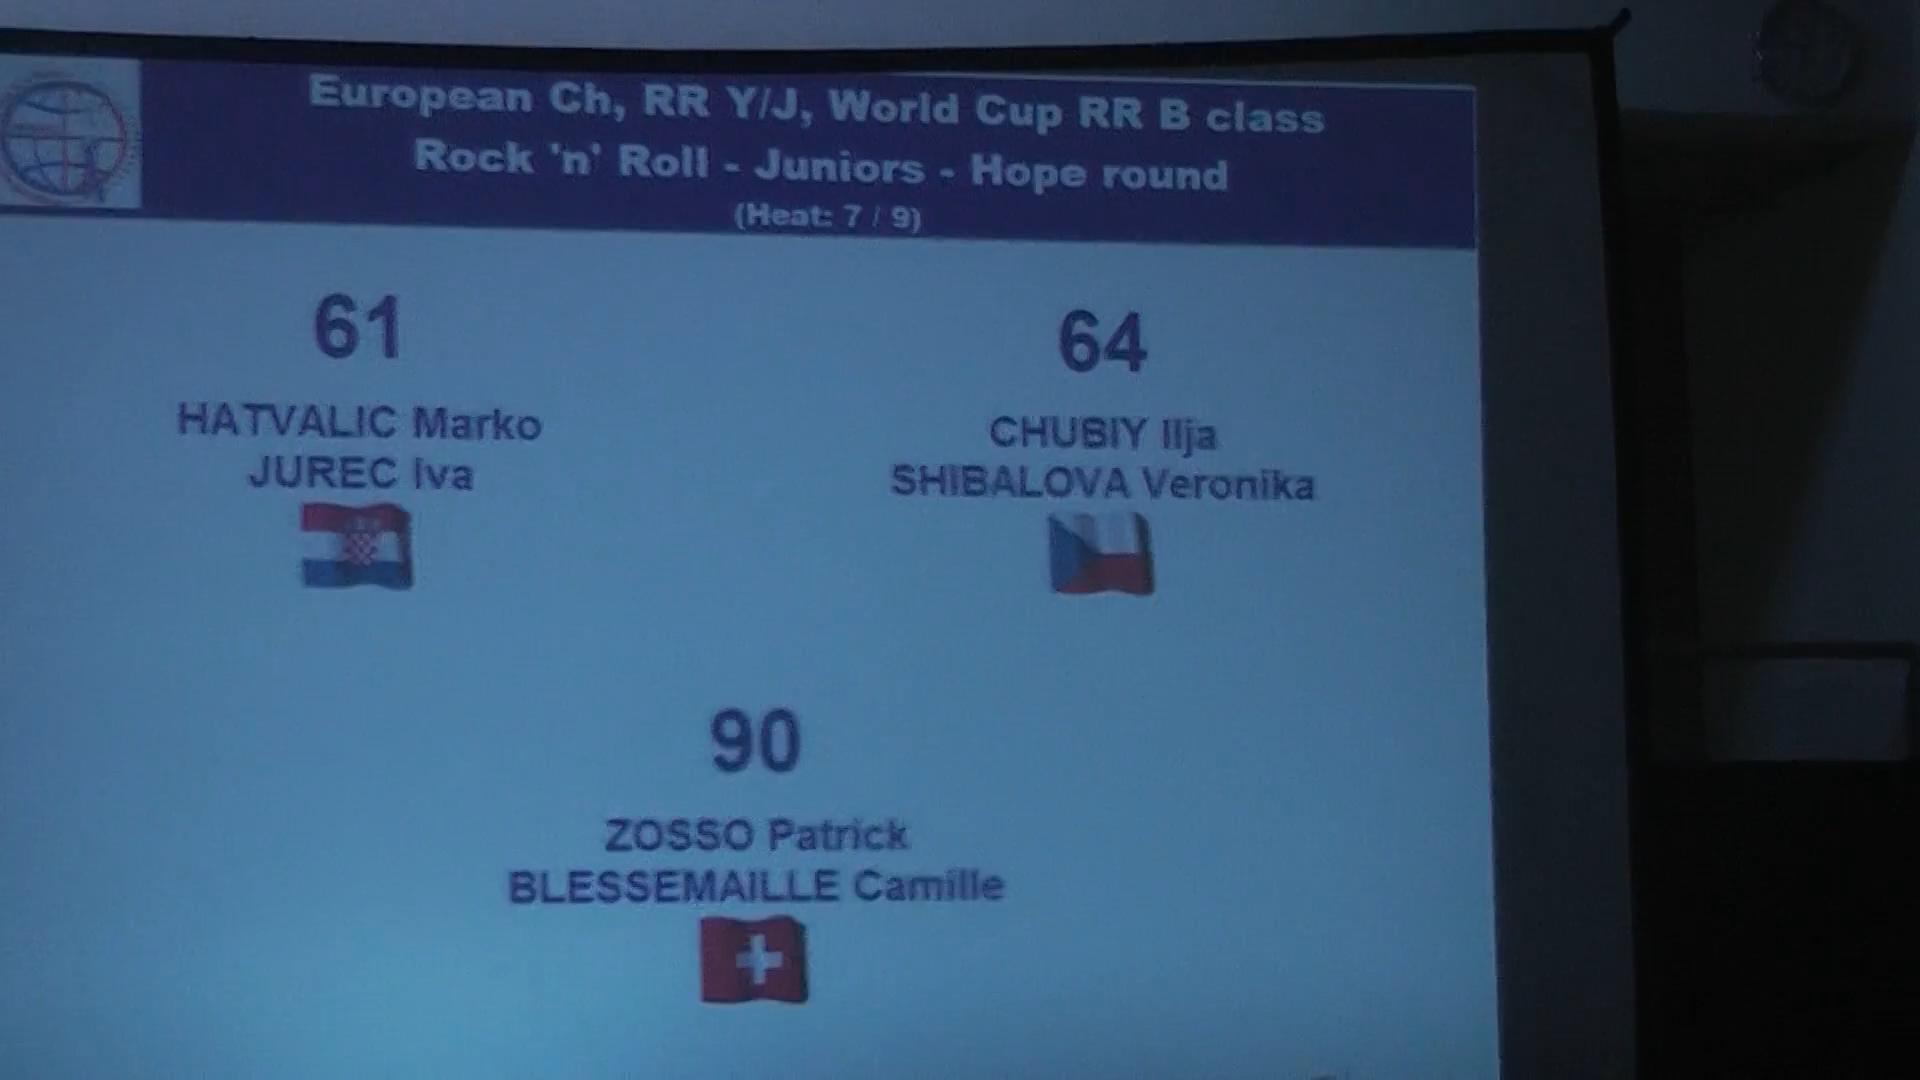 European Ch, RR Y/J, World Cup RR B class
Rock 'n' Roll - Juniors - Hope round
(Heat: 7 / 9)
61
HATVALIC Marko
JUREC Iva
64
CHUBIY Ilja
SHIBALOVA Veronika
90
ZOSSO Patrick
BLESSEMAILLE Camille